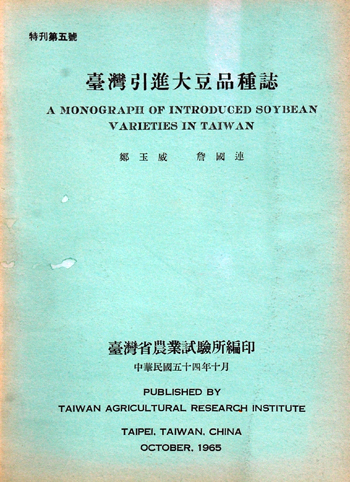 特刊第五號
臺灣引進大豆品種誌
A MONOGRAPH OF INTRODUCED SOYBEAN
VARIETIES IN TAIWAN
鄭玉威 詹國連
臺灣省農業試驗所編印
中華民國五十四年十月
PUBLISHED BY
TAIWAN AGRICULTURAL RESEARCH INSTITUTE
TAIPEI, TAIWAN, CHINA
OCTOBER, 1965